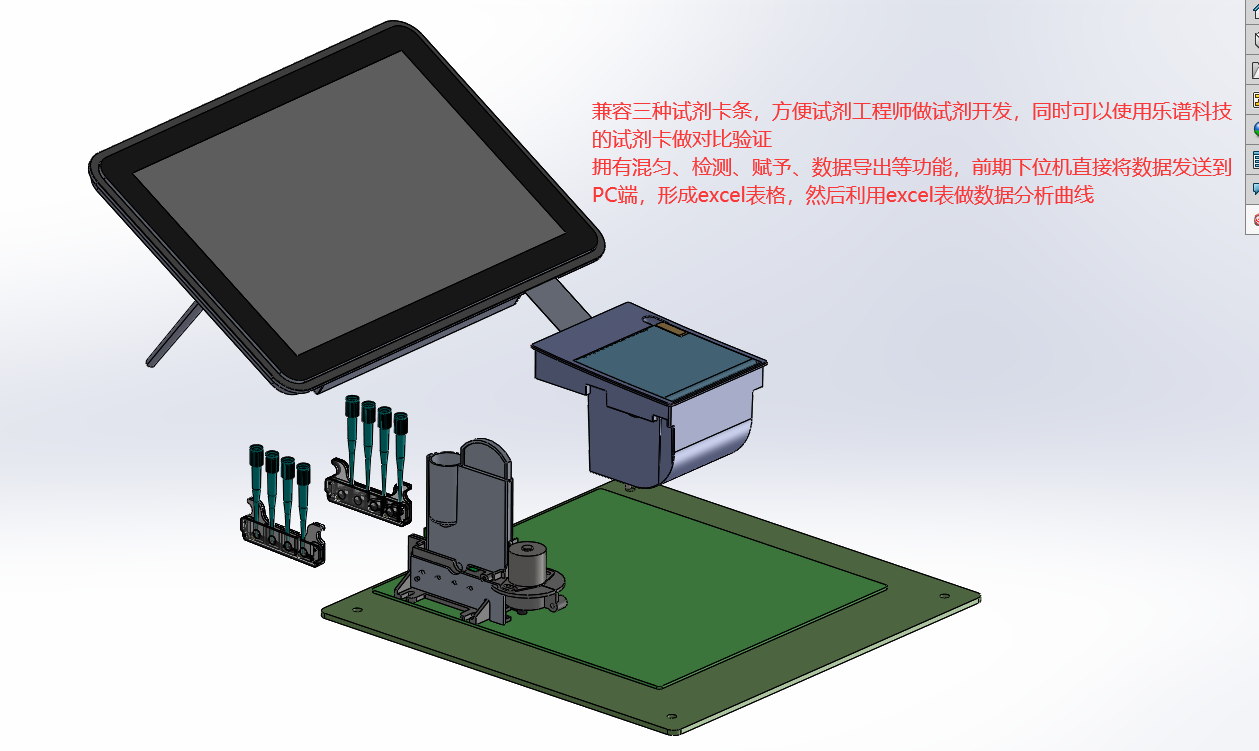 兼容三种试剂卡条，方便试剂工程师做试剂开发，同时可以使用乐谱科技
的试剂卡做对比验证
拥有混匀、检测、赋予、数据导出等功能，前期下位机直接将数据发送到
PC端，形成excel表格，然后利用excel表做数据分析曲线